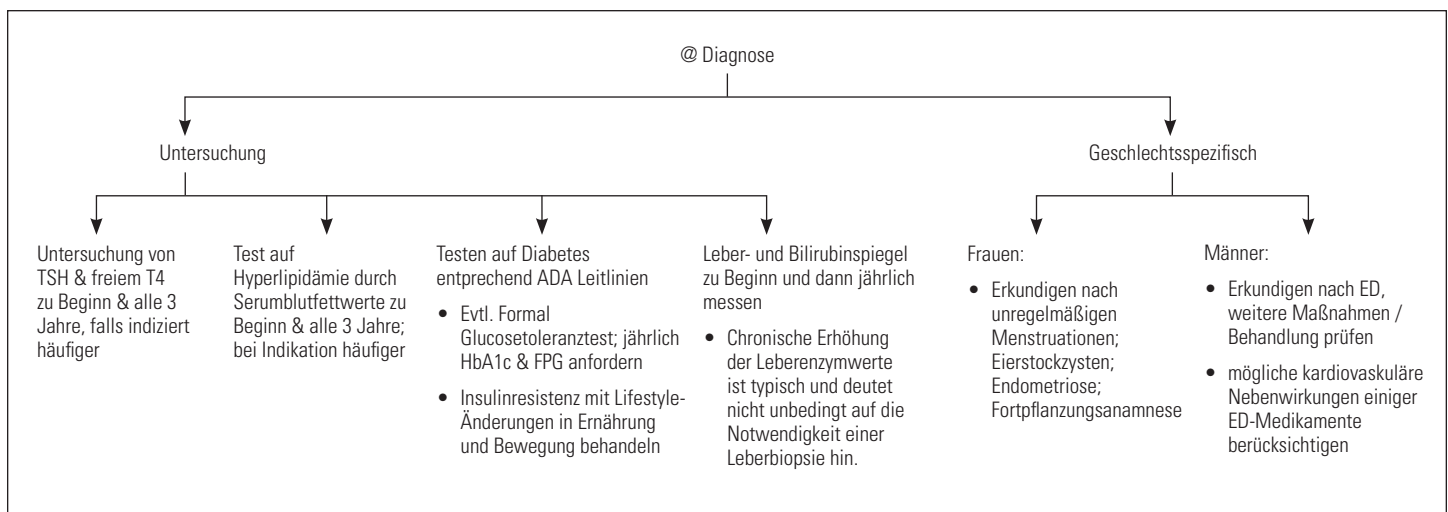 @ Diagnose
Untersuchung
Geschlechtsspezifisch
Untersuchung von
TSH & freiem T4
zu Beginn & alle 3
Jahre, falls indiziert
häufiger
Test auf
Hyperlipidämie durch
Serumblutfettwerte zu
Beginn & alle 3 Jahre;
bei Indikation häufiger
Testen auf Diabetes
entprechend ADA Leitlinien
• Evtl. Formal
Glucosetoleranztest; jährlich
HbA1c & FPG anfordern
• Insulinresistenz mit Lifestyle-
Änderungen in Ernährung
und Bewegung behandeln
Leber- und Bilirubinspiegel
zu Beginn und dann jährlich
messen
• Chronische Erhöhung
der Leberenzymwerte
ist typisch und deutet
nicht unbedingt auf die
Notwendigkeit einer
Leberbiopsie hin.
Frauen:
• Erkundigen nach
unregelmäßigen
Menstruationen;
Eierstockzysten;
Endometriose;
Fortpflanzungsanamnese
Männer:
• Erkundigen nach ED,
weitere Maßnahmen /
Behandlung prüfen
• mögliche kardiovaskuläre
Nebenwirkungen einiger
ED-Medikamente
berücksichtigen